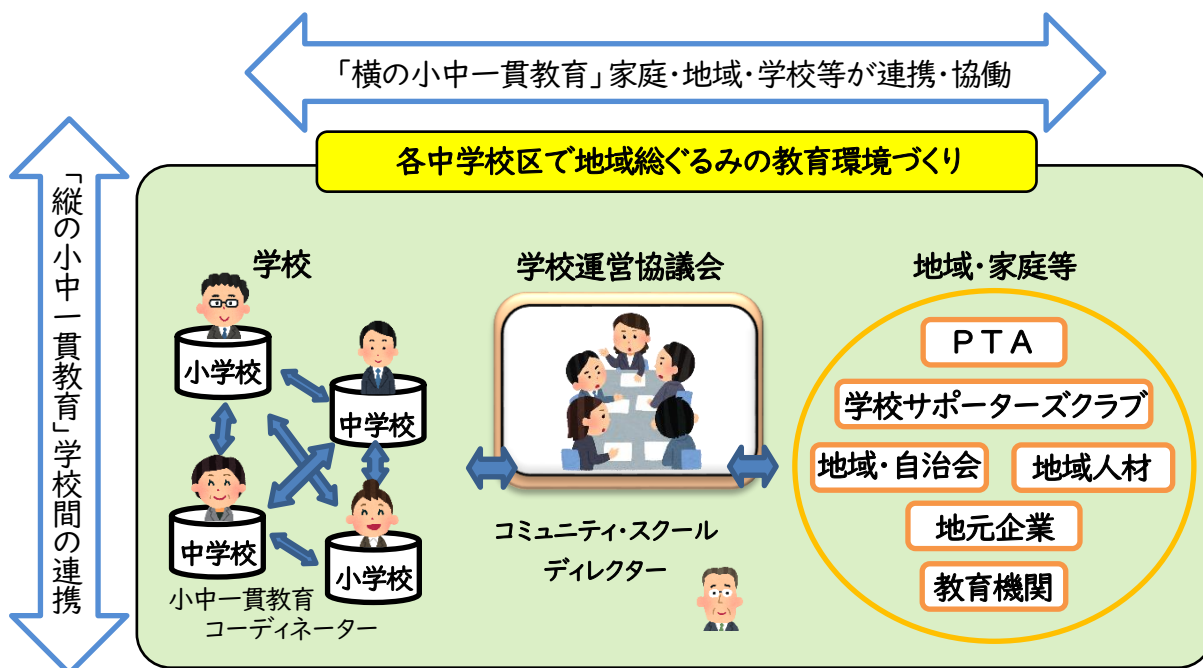 「横の小中一貫教育」家庭・地域・学校等が連携・協働
「縦の小中一貫教育」学校間の連携
各中学校区で地域総ぐるみの教育環境づくり
学校
小学校
中学校
中学校
小学校
小中一貫教育
コーディネーター
学校運営協議会
コミュニティ・スクール
ディレクター
地域・家庭等
ＰＴＡ
学校サポーターズクラブ
地域・自治会
地域人材
地元企業
教育機関